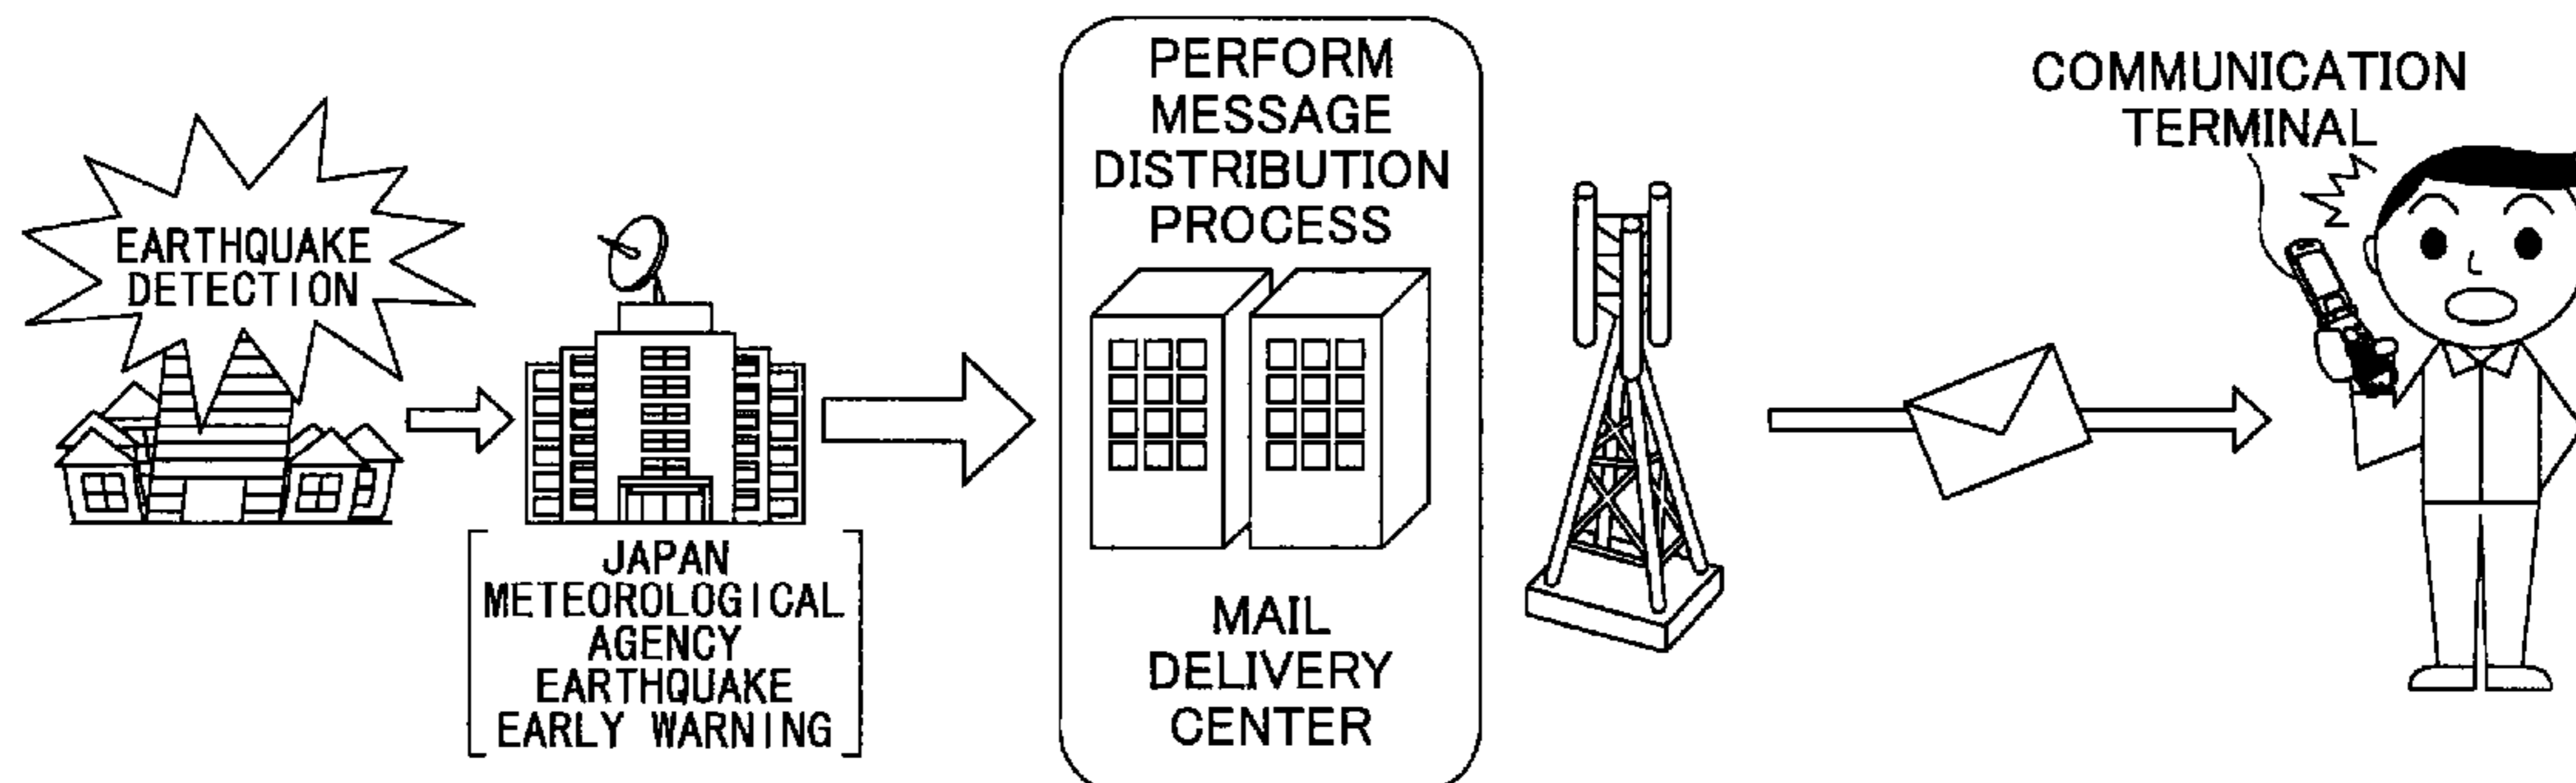 EARTHQUAKE
DETECTION
JAPAN
METEOROLOGICAL
AGENCY
EARTHQUAKE
EARLY WARNING
PERFORM
MESSAGE
DISTRIBUTION
PROCESS
MAIL
DELIVERY
CENTER
COMMUNICATION
TERMINAL